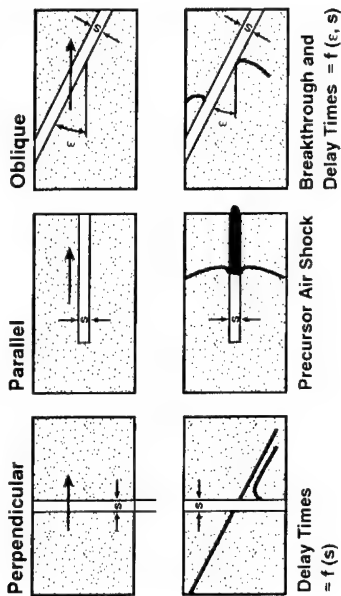 Perpendicular
Parallel
Oblique
s
s
s
ε
s
s
ε
Delay Times
= f (s)
Precursor Air Shock
Breakthrough and
Delay Times = f (ε, s)